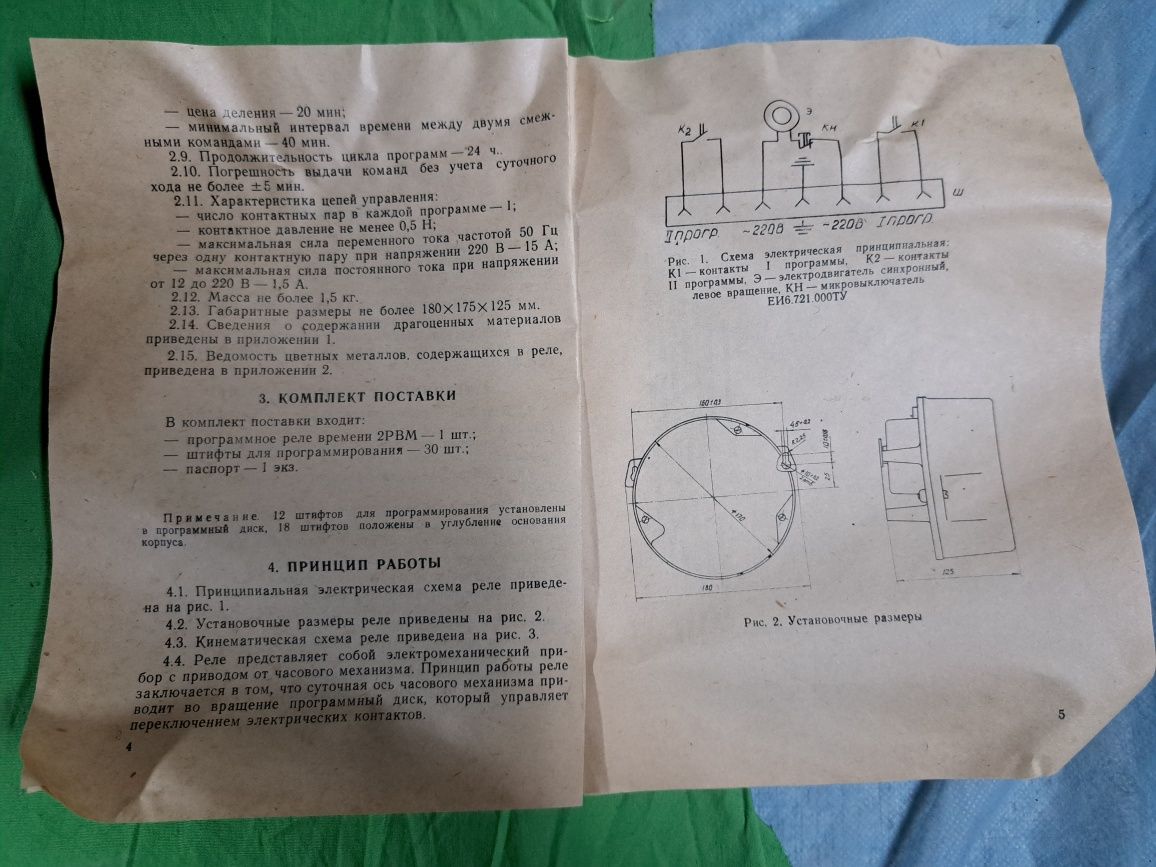 — цена деления — 20 мин;
— минимальный интервал времени между двумя смеж-
ными командами — 40 мин.
2.9. Продолжительность цикла программ — 24 ч..
2.10. Погрешность выдачи команд без учета суточного
хода не более ±5 мин.
2.11. Характеристика цепей управления:
— число контактных пар в каждой программе — 1;
— контактное давление не менее 0,5 Н;
— максимальная сила переменного тока частотой 50 Гц
через одну контактную пару при напряжении 220 В — 15 А;
— максимальная сила постоянного тока при напряжении
от 12 до 220 В — 1,5 А.
2.12. Масса не более 1,5 кг.
2.13. Габаритные размеры не более 180×175×125 мм.
2.14. Сведения о содержании драгоценных материалов
приведены в приложении 1.
2.15. Ведомость цветных металлов, содержащихся в реле,
приведена в приложении 2.
3. КОМПЛЕКТ ПОСТАВКИ
В комплект поставки входит:
— программное реле времени 2РВМ — 1 шт.;
— штифты для программирования — 30 шт.;
— паспорт — 1 экз.
Примечание. 12 штифтов для программирования установлены
в программный диск, 18 штифтов положены в углубление основания
корпуса.
4. ПРИНЦИП РАБОТЫ
4.1. Принципиальная электрическая схема реле приведе-
на на рис. 1.
4.2. Установочные размеры реле приведены на рис. 2.
4.3. Кинематическая схема реле приведена на рис. 3.
4.4. Реле представляет собой электромеханический при-
бор с приводом от часового механизма. Принцип работы реле
заключается в том, что суточная ось часового механизма при-
водит во вращение программный диск, который управляет
переключением электрических контактов.
4
К2 Э КН К1
Ш
II прогр. ~220В ~220В I прогр.
Рис. 1. Схема электрическая принципиальная:
К1 — контакты I программы, К2 — контакты
II программы, Э — электродвигатель синхронный,
левое вращение, КН — микровыключатель
ЕИ6.721.000ТУ
160±0,3
25
180
125
Рис. 2. Установочные размеры
5